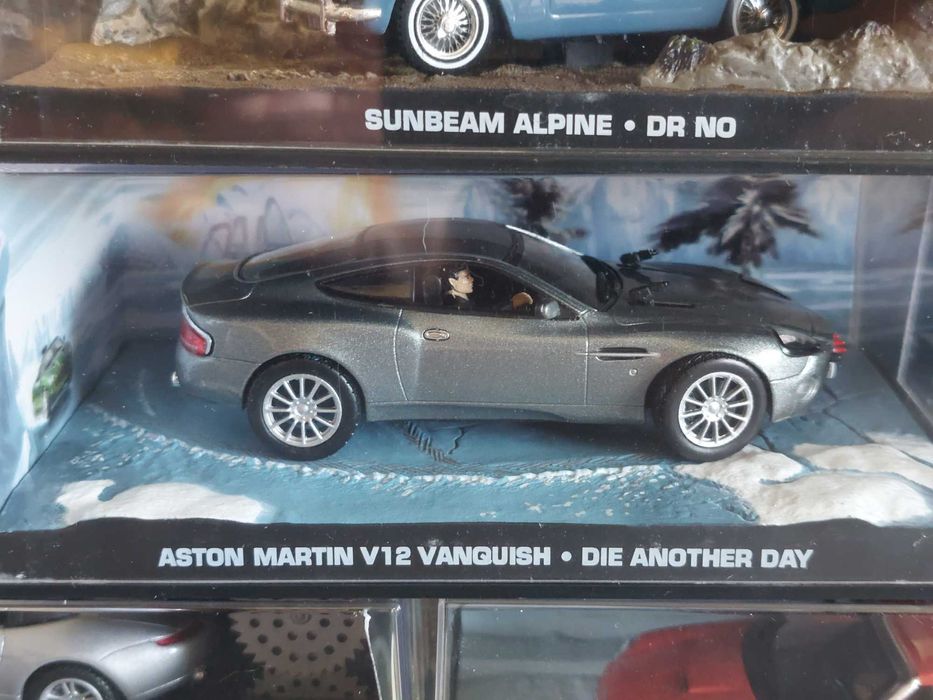 SUNBEAM ALPINE • DR NO
ASTON MARTIN V12 VANQUISH • DIE ANOTHER DAY